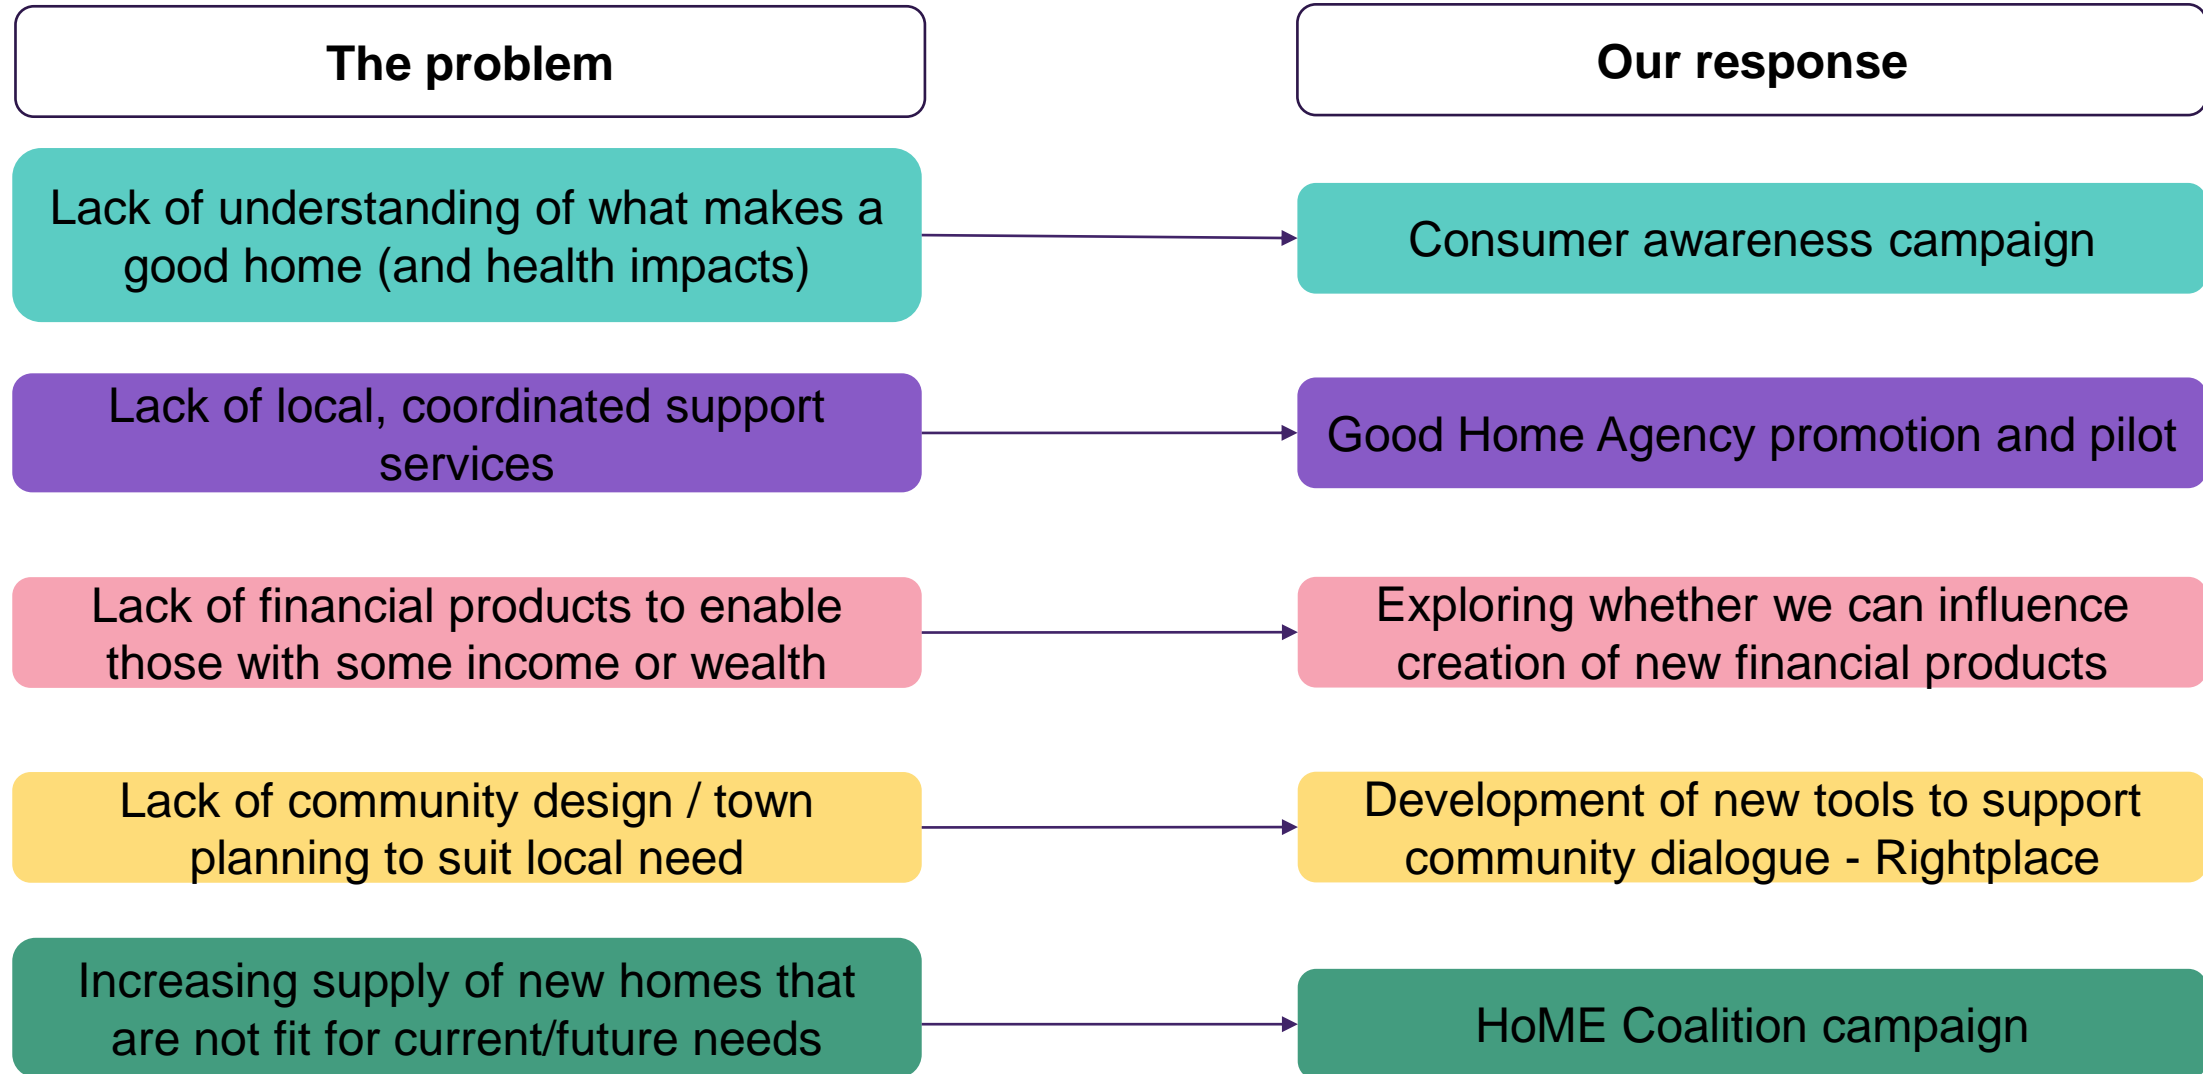 The problem
Our response
Lack of understanding of what makes a
good home (and health impacts)
Consumer awareness campaign
Lack of local, coordinated support
services
Good Home Agency promotion and pilot
Lack of financial products to enable
those with some income or wealth
Exploring whether we can influence
creation of new financial products
Lack of community design / town
planning to suit local need
Development of new tools to support
community dialogue - Rightplace
Increasing supply of new homes that
are not fit for current/future needs
HoME Coalition campaign